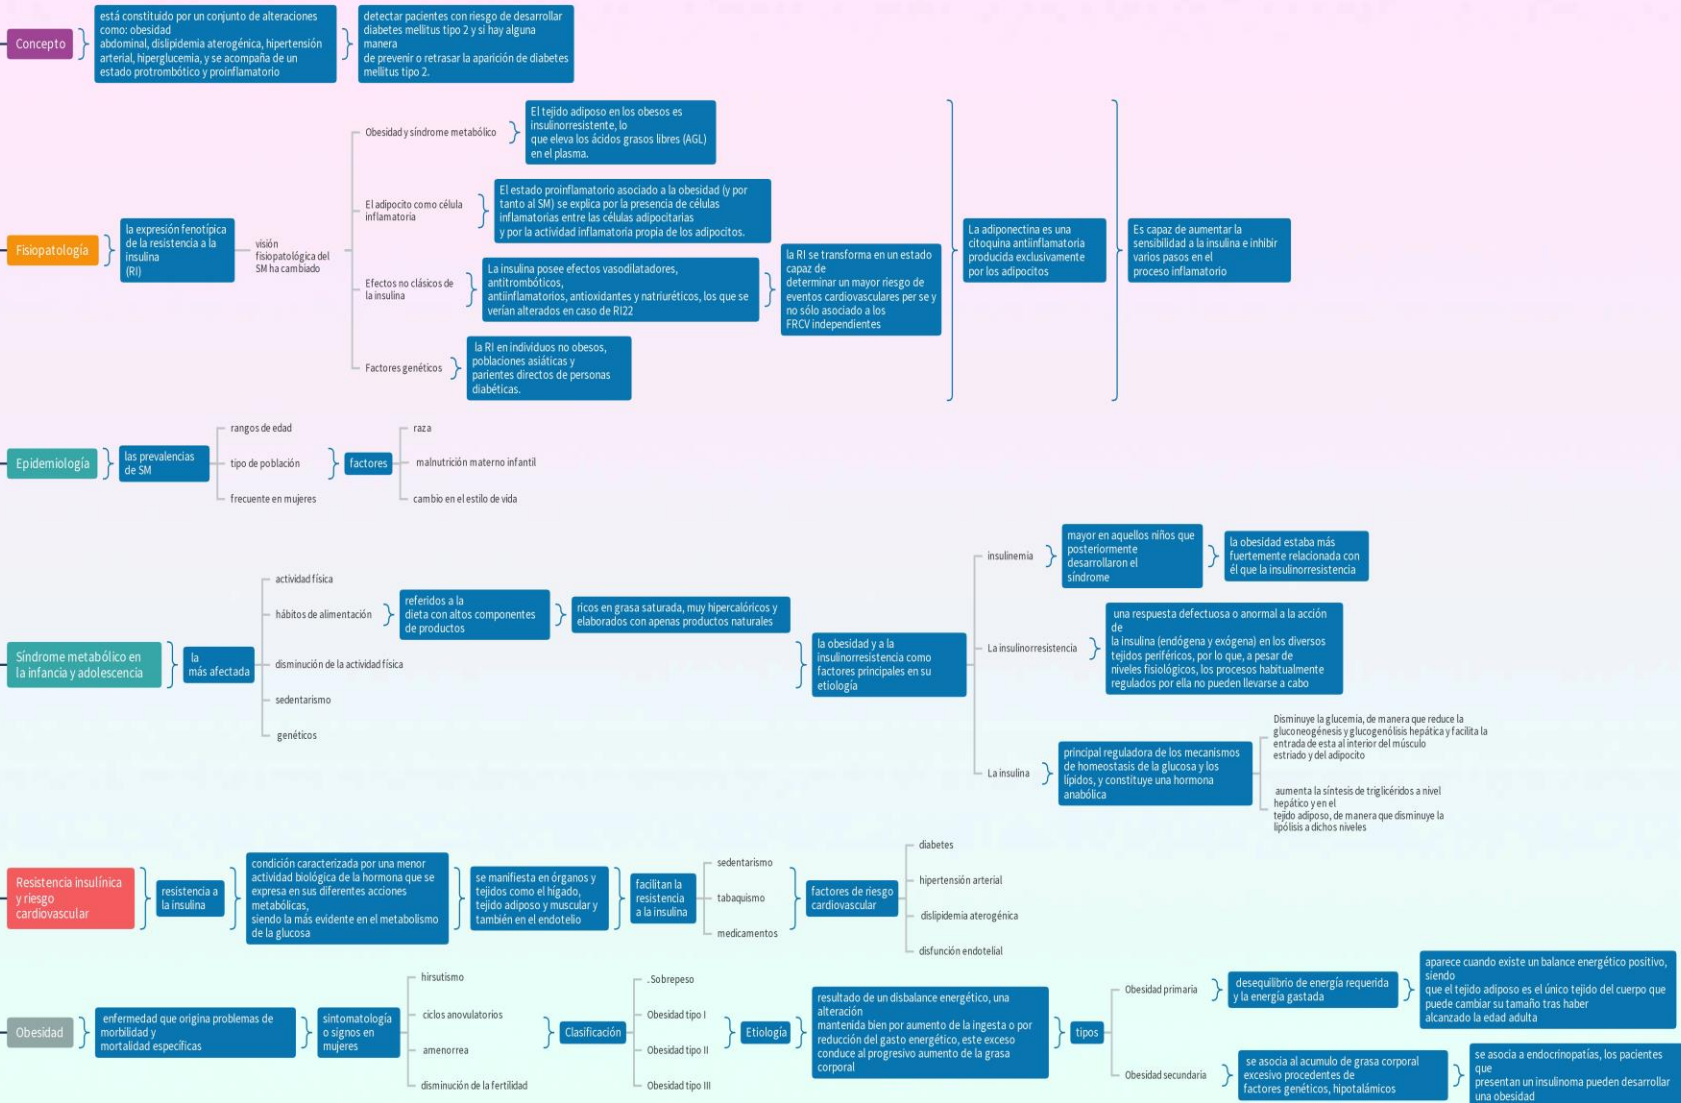 Concepto
está constituido por un conjunto de alteraciones
como: obesidad
abdominal, dislipidemia aterogénica, hipertensión
arterial, hiperglucemia, y se acompaña de un
estado protrombótico y proinflamatorio
detectar pacientes con riesgo de desarrollar
diabetes mellitus tipo 2 y si hay alguna
manera
de prevenir o retrasar la aparición de diabetes
mellitus tipo 2.
Fisiopatología
la expresión fenotípica
de la resistencia a la
insulina
(RI)
visión
fisiopatológica del
SM ha cambiado
Obesidad y síndrome metabólico
El tejido adiposo en los obesos es
insulinorresistente, lo
que eleva los ácidos grasos libres (AGL)
en el plasma.
El adipocito como célula
inflamatoria
El estado proinflamatorio asociado a la obesidad (y por
tanto al SM) se explica por la presencia de células
inflamatorias entre las células adipocitarias
y por la actividad inflamatoria propia de los adipocitos.
Efectos no clásicos de
la insulina
La insulina posee efectos vasodilatadores,
antitrombóticos,
antiinflamatorios, antioxidantes y natriuréticos, los que se
verían alterados en caso de RI22
la RI se transforma en un estado
capaz de
determinar un mayor riesgo de
eventos cardiovasculares per se y
no sólo asociado a los
FRCV independientes
Factores genéticos
la RI en individuos no obesos,
poblaciones asiáticas y
parientes directos de personas
diabéticas.
La adiponectina es una
citoquina antiinflamatoria
producida exclusivamente
por los adipocitos
Es capaz de aumentar la
sensibilidad a la insulina e inhibir
varios pasos en el
proceso inflamatorio
Epidemiología
las prevalencias
de SM
rangos de edad
tipo de población
frecuente en mujeres
factores
raza
malnutrición materno infantil
cambio en el estilo de vida
Síndrome metabólico en
la infancia y adolescencia
la
más afectada
actividad física
hábitos de alimentación
referidos a la
dieta con altos componentes
de productos
ricos en grasa saturada, muy hipercalóricos y
elaborados con apenas productos naturales
disminución de la actividad física
sedentarismo
genéticos
la obesidad y a la
insulinorresistencia como
factores principales en su
etiología
insulinemia
mayor en aquellos niños que
posteriormente
desarrollaron el
síndrome
la obesidad estaba más
fuertemente relacionada con
él que la insulinorresistencia
La insulinorresistencia
una respuesta defectuosa o anormal a la acción
de
la insulina (endógena y exógena) en los diversos
tejidos periféricos, por lo que, a pesar de
niveles fisiológicos, los procesos habitualmente
regulados por ella no pueden llevarse a cabo
La insulina
principal reguladora de los mecanismos
de homeostasis de la glucosa y los
lípidos, y constituye una hormona
anabólica
Disminuye la glucemia, de manera que reduce la
gluconeogénesis y glucogenólisis hepática y facilita la
entrada de esta al interior del músculo
estriado y del adipocito
aumenta la síntesis de triglicéridos a nivel
hepático y en el
tejido adiposo, de manera que disminuye la
lipólisis a dichos niveles
Resistencia insulínica
y riesgo
cardiovascular
resistencia a
la insulina
condición caracterizada por una menor
actividad biológica de la hormona que se
expresa en sus diferentes acciones
metabólicas,
siendo la más evidente en el metabolismo
de la glucosa
se manifiesta en órganos y
tejidos como el hígado,
tejido adiposo y muscular y
también en el endotelio
facilitan la
resistencia
a la insulina
sedentarismo
tabaquismo
medicamentos
factores de riesgo
cardiovascular
diabetes
hipertensión arterial
dislipidemia aterogénica
disfunción endotelial
Obesidad
enfermedad que origina problemas de
morbilidad y
mortalidad específicas
sintomatología
o signos en
mujeres
hirsutismo
ciclos anovulatorios
amenorrea
disminución de la fertilidad
Clasificación
. Sobrepeso
Obesidad tipo I
Obesidad tipo II
Obesidad tipo III
Etiología
resultado de un disbalance energético, una
alteración
mantenida bien por aumento de la ingesta o por
reducción del gasto energético, este exceso
conduce al progresivo aumento de la grasa
corporal
tipos
Obesidad primaria
desequilibrio de energía requerida
y la energía gastada
aparece cuando existe un balance energético positivo,
siendo
que el tejido adiposo es el único tejido del cuerpo que
puede cambiar su tamaño tras haber
alcanzado la edad adulta
Obesidad secundaria
se asocia al acumulo de grasa corporal
excesivo procedentes de
factores genéticos, hipotalámicos
se asocia a endocrinopatías, los pacientes
que
presentan un insulinoma pueden desarrollar
una obesidad